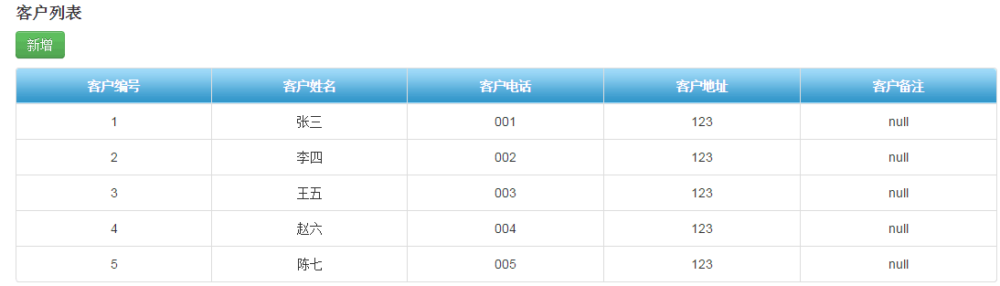 客户列表
新增
客户编号 客户姓名 客户电话 客户地址 客户备注
1 张三 001 123 null
2 李四 002 123 null
3 王五 003 123 null
4 赵六 004 123 null
5 陈七 005 123 null